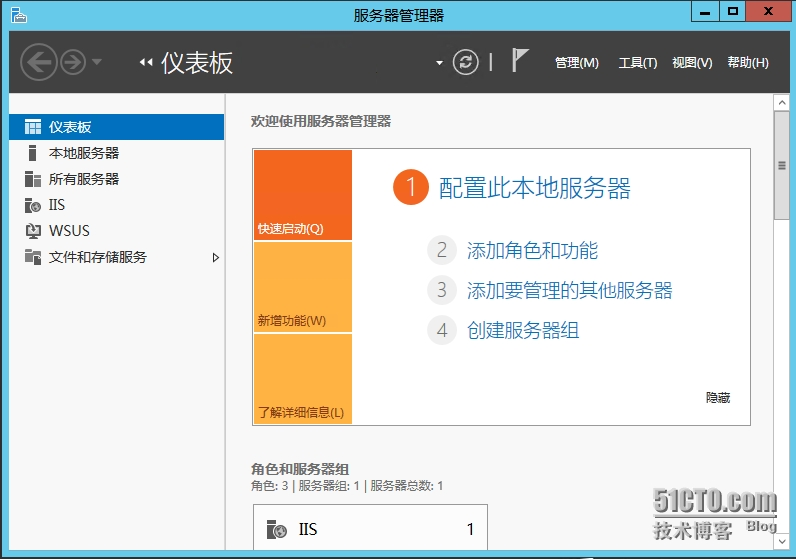 服务器管理器
仪表板
管理(M) 工具(T) 视图(V) 帮助(H)
仪表板
本地服务器
所有服务器
IIS
WSUS
文件和存储服务
欢迎使用服务器管理器
快速启动(Q)
新增功能(W)
了解详细信息(L)
1 配置此本地服务器
2 添加角色和功能
3 添加要管理的其他服务器
4 创建服务器组
隐藏
角色和服务器组
角色: 3 | 服务器组: 1 | 服务器总数: 1
IIS 1
51CTO.com
技术博客 Blog